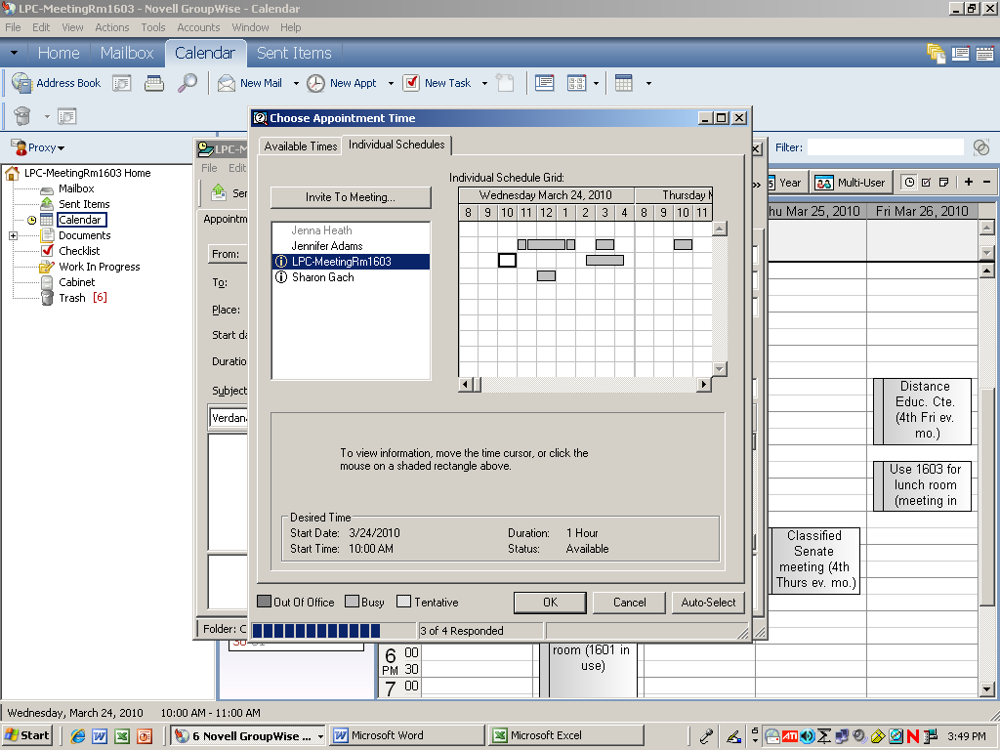 LPC-MeetingRm1603 - Novell GroupWise - Calendar
File Edit View Actions Tools Accounts Window Help
Home Mailbox Calendar Sent Items
Address Book New Mail New Appt New Task
Proxy
Filter:
LPC-MeetingRm1603 Home
Mailbox
Sent Items
Calendar
Documents
Checklist
Work In Progress
Cabinet
Trash [6]
LPC-M
File Edit
Sen
Appointm
From:
To:
Place:
Start da
Duratio
Subject
Verdana
Folder: C
Choose Appointment Time
Available Times Individual Schedules
Invite To Meeting...
Jenna Heath
Jennifer Adams
LPC-MeetingRm1603
Sharon Gach
Individual Schedule Grid:
Wednesday March 24, 2010 Thursday M
8 9 10 11 12 1 2 3 4 8 9 10 11
To view information, move the time cursor, or click the
mouse on a shaded rectangle above.
Desired Time
Start Date: 3/24/2010 Duration: 1 Hour
Start Time: 10:00 AM Status: Available
Out Of Office Busy Tentative OK Cancel Auto-Select
3 of 4 Responded
Year Multi-User
hu Mar 25, 2010 Fri Mar 26, 2010
Distance
Educ. Cte.
(4th Fri ev.
mo.)
Use 1603 for
lunch room
(meeting in
Classified
Senate
meeting (4th
Thurs ev. mo.)
room (1601 in
use)
6 00
PM 30
7 00
Wednesday, March 24, 2010 10:00 AM - 11:00 AM
Start 6 Novell GroupWise ... Microsoft Word Microsoft Excel 3:49 PM